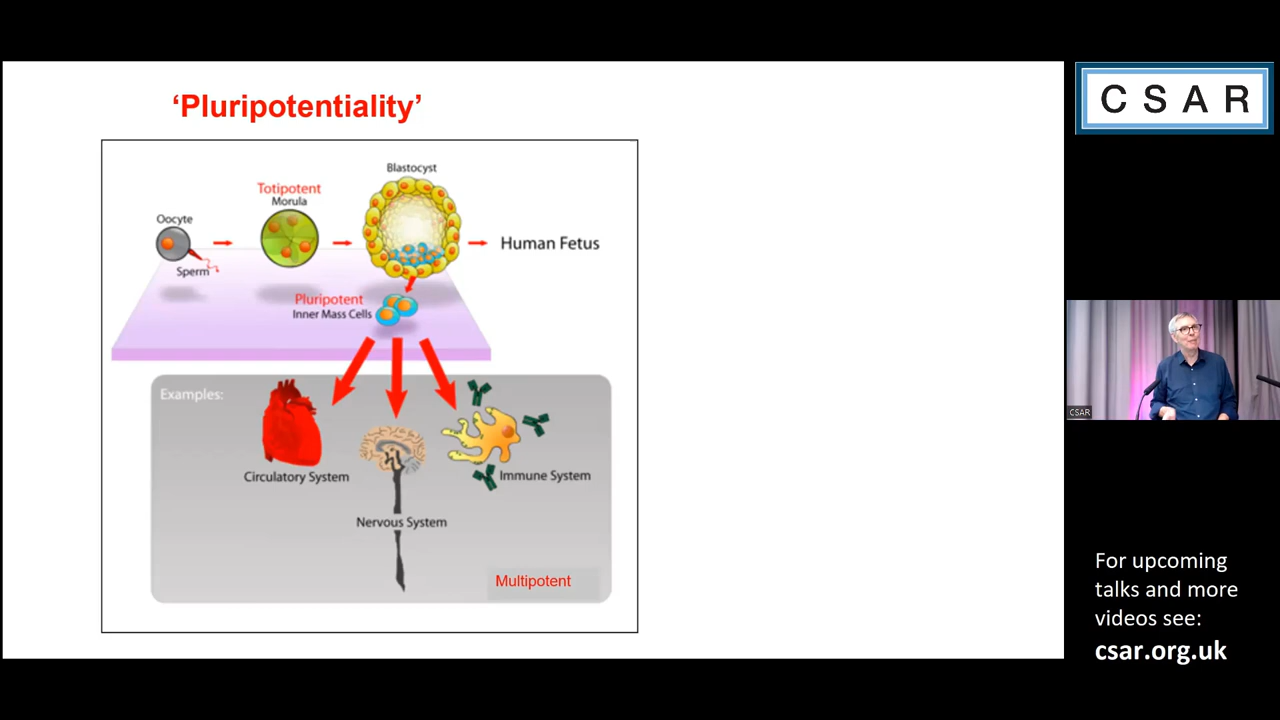 ‘Pluripotentiality’
Blastocyst
Totipotent
Morula
Oocyte
Sperm
Human Fetus
Pluripotent
Inner Mass Cells
Examples:
Circulatory System
Immune System
Nervous System
Multipotent
CSAR
CSAR
For upcoming
talks and more
videos see:
csar.org.uk